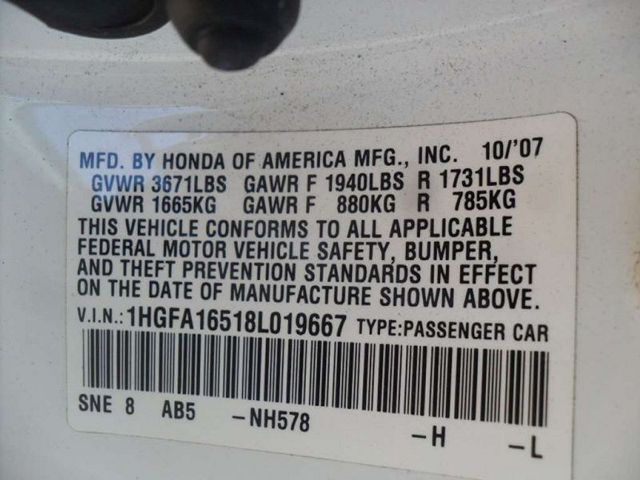 MFD. BY HONDA OF AMERICA MFG., INC. 10/'07
GVWR 3671LBS GAWR F 1940LBS R 1731LBS
GVWR 1665KG GAWR F 880KG R 785KG
THIS VEHICLE CONFORMS TO ALL APPLICABLE
FEDERAL MOTOR VEHICLE SAFETY, BUMPER,
AND THEFT PREVENTION STANDARDS IN EFFECT
ON THE DATE OF MANUFACTURE SHOWN ABOVE.
V.I.N.:1HGFA16518L019667 TYPE:PASSENGER CAR
SNE 8 AB5 -NH578 -H -L